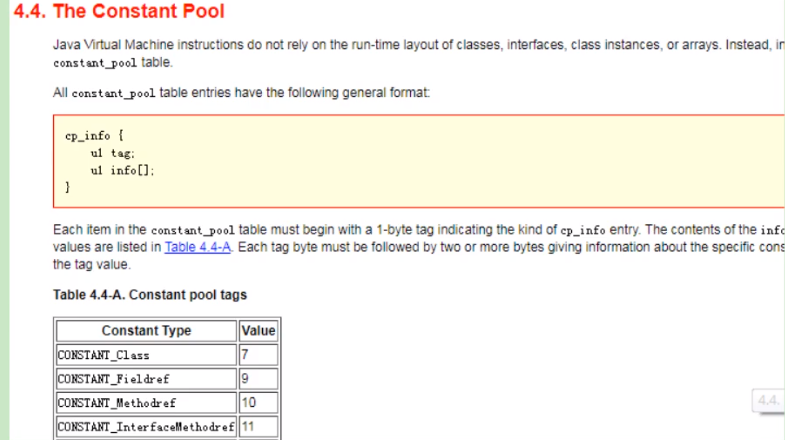 4.4. The Constant Pool
Java Virtual Machine instructions do not rely on the run-time layout of classes, interfaces, class instances, or arrays. Instead,
constant_pool table.
All constant_pool table entries have the following general format:
cp_info {
u1 tag;
u1 info[];
}
Each item in the constant_pool table must begin with a 1-byte tag indicating the kind of cp_info entry. The contents of the
values are listed in Table 4.4-A. Each tag byte must be followed by two or more bytes giving information about the specific
the tag value.
Table 4.4-A. Constant pool tags
Constant Type Value
CONSTANT_Class 7
CONSTANT_Fieldref 9
CONSTANT_Methodref 10
CONSTANT_InterfaceMethodref 11
4.4.